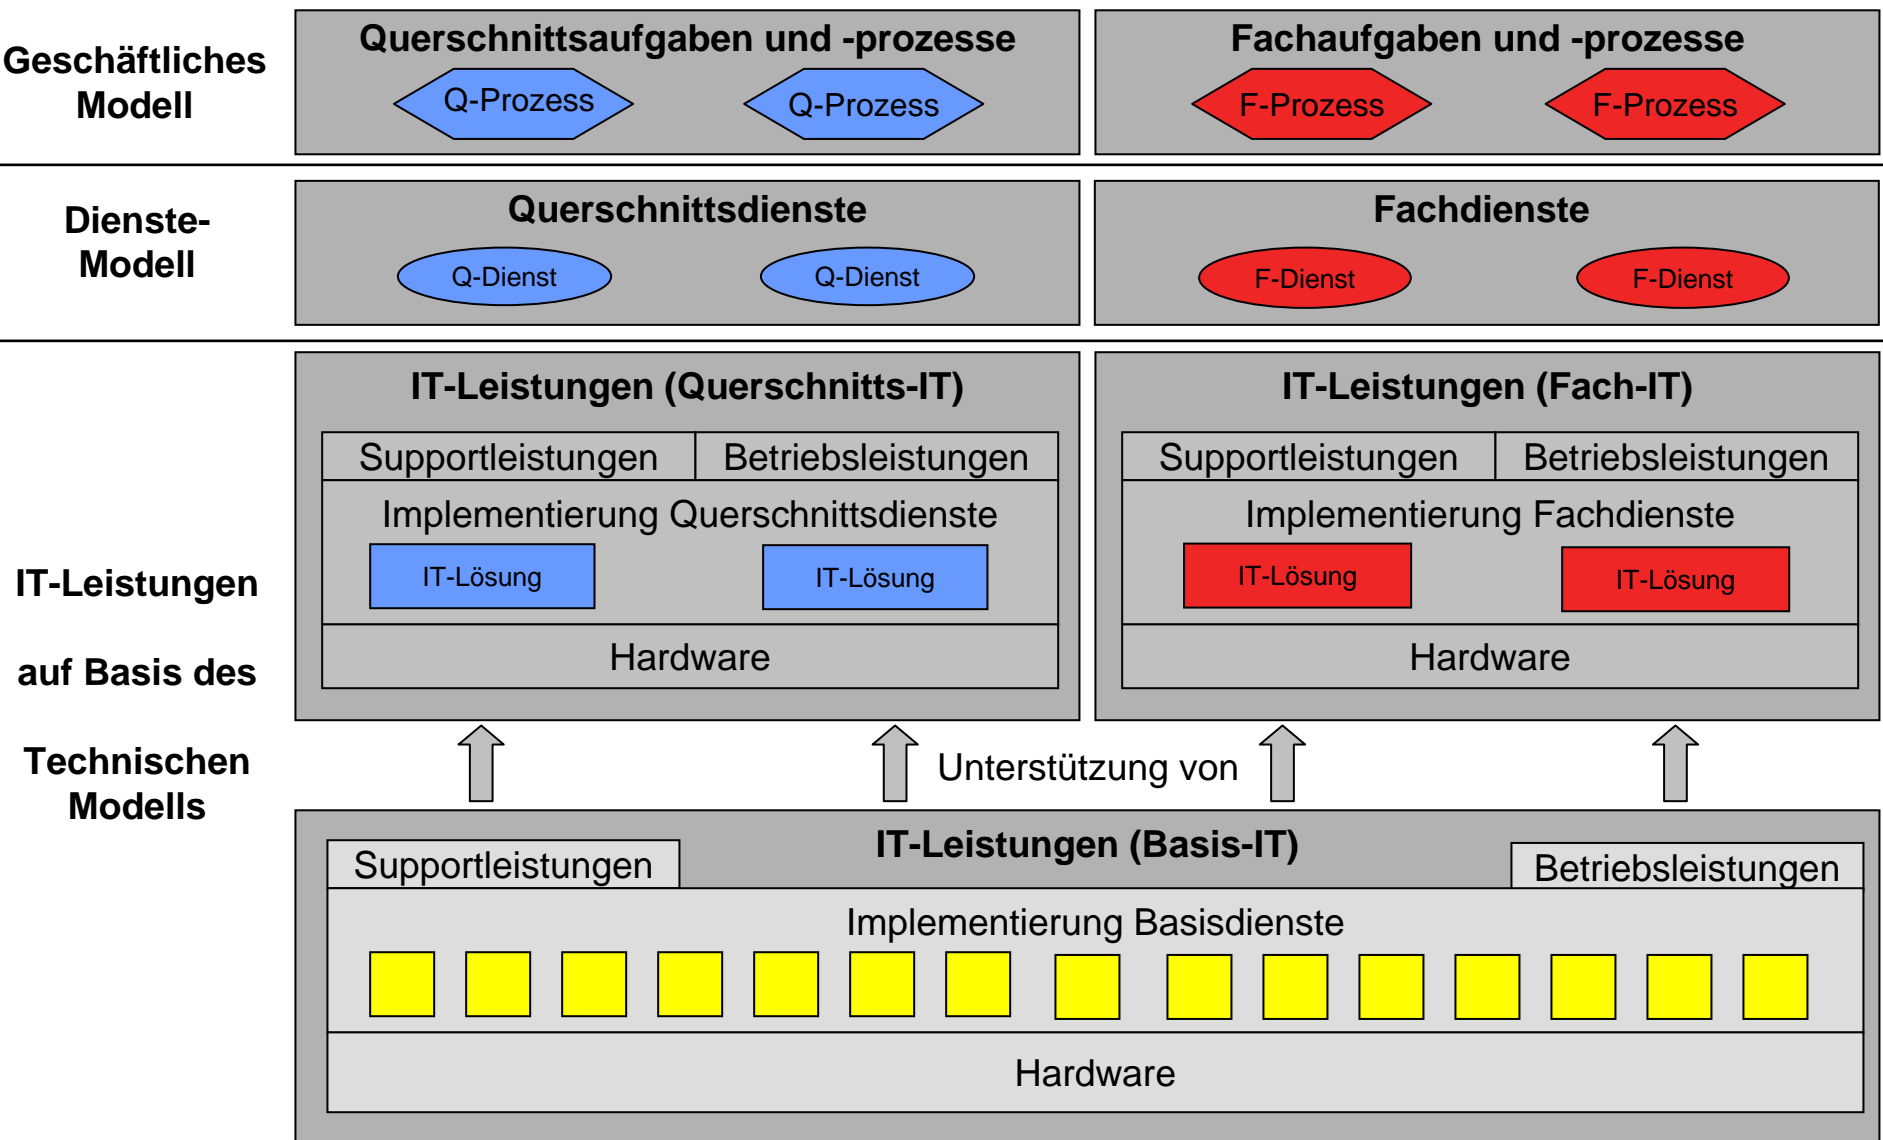 Geschäftliches
Modell
Querschnittsaufgaben und -prozesse
Q-Prozess
Q-Prozess
Fachaufgaben und -prozesse
F-Prozess
F-Prozess
Dienste-
Modell
Querschnittsdienste
Q-Dienst
Q-Dienst
Fachdienste
F-Dienst
F-Dienst
IT-Leistungen
auf Basis des
Technischen
Modells
IT-Leistungen (Querschnitts-IT)
Supportleistungen
Betriebsleistungen
Implementierung Querschnittsdienste
IT-Lösung
IT-Lösung
Hardware
IT-Leistungen (Fach-IT)
Supportleistungen
Betriebsleistungen
Implementierung Fachdienste
IT-Lösung
IT-Lösung
Hardware
Unterstützung von
IT-Leistungen (Basis-IT)
Supportleistungen
Betriebsleistungen
Implementierung Basisdienste
Hardware